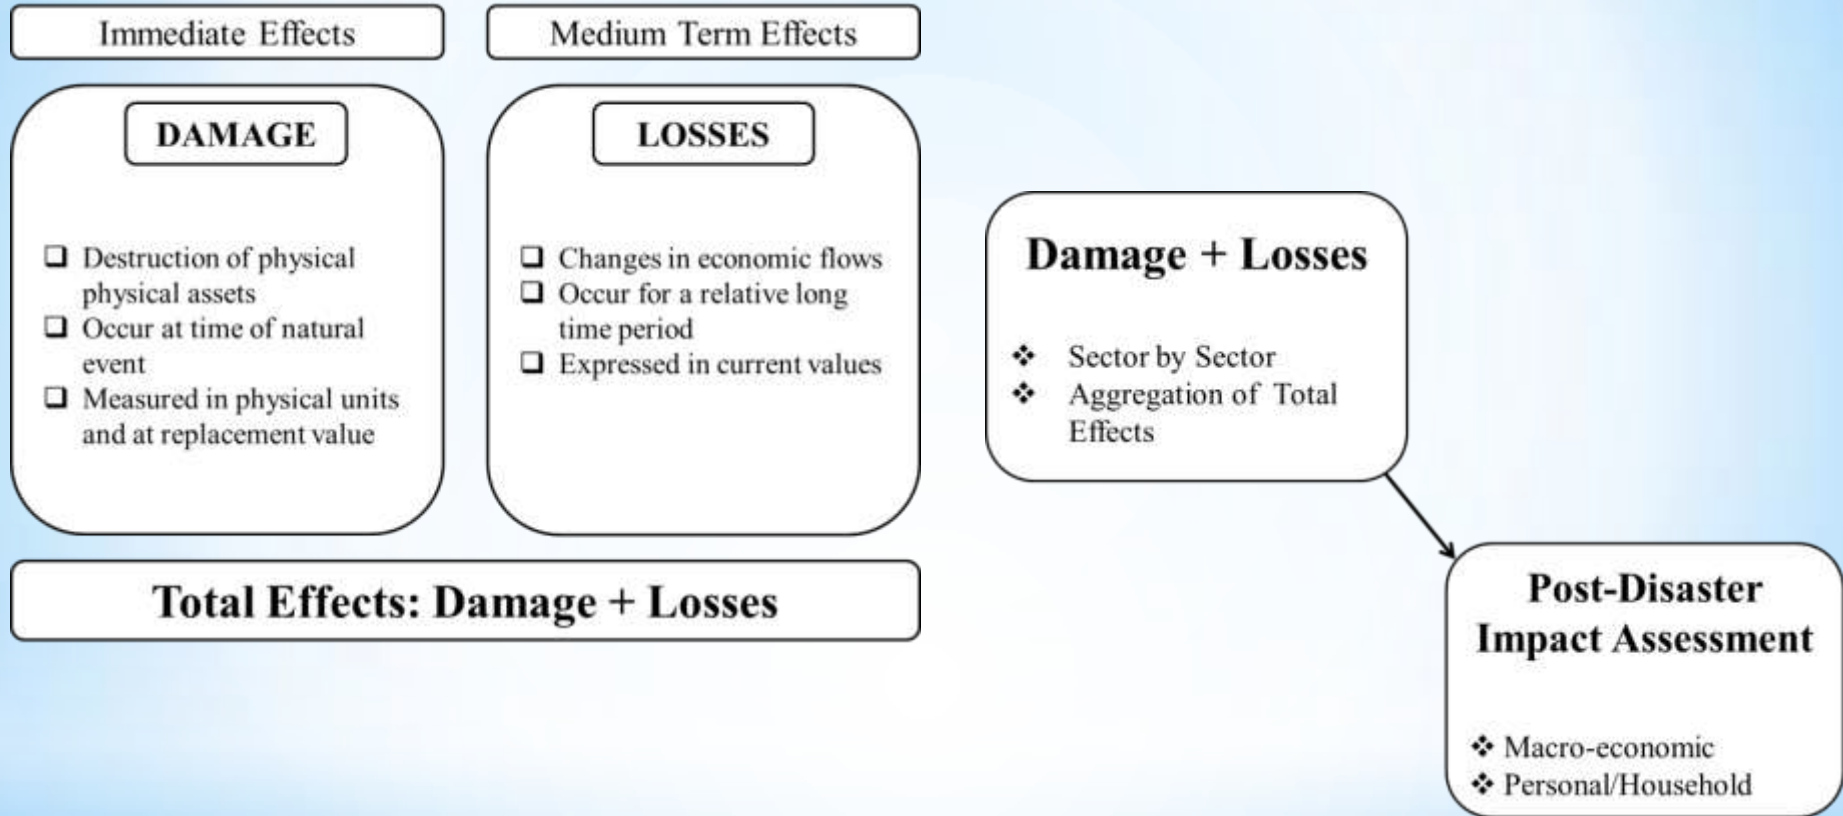 Immediate Effects
DAMAGE
❑ Destruction of physical
physical assets
❑ Occur at time of natural
event
❑ Measured in physical units
and at replacement value
Medium Term Effects
LOSSES
❑ Changes in economic flows
❑ Occur for a relative long
time period
❑ Expressed in current values
Total Effects: Damage + Losses
Damage + Losses
❖ Sector by Sector
❖ Aggregation of Total
Effects
Post-Disaster
Impact Assessment
❖ Macro-economic
❖ Personal/Household